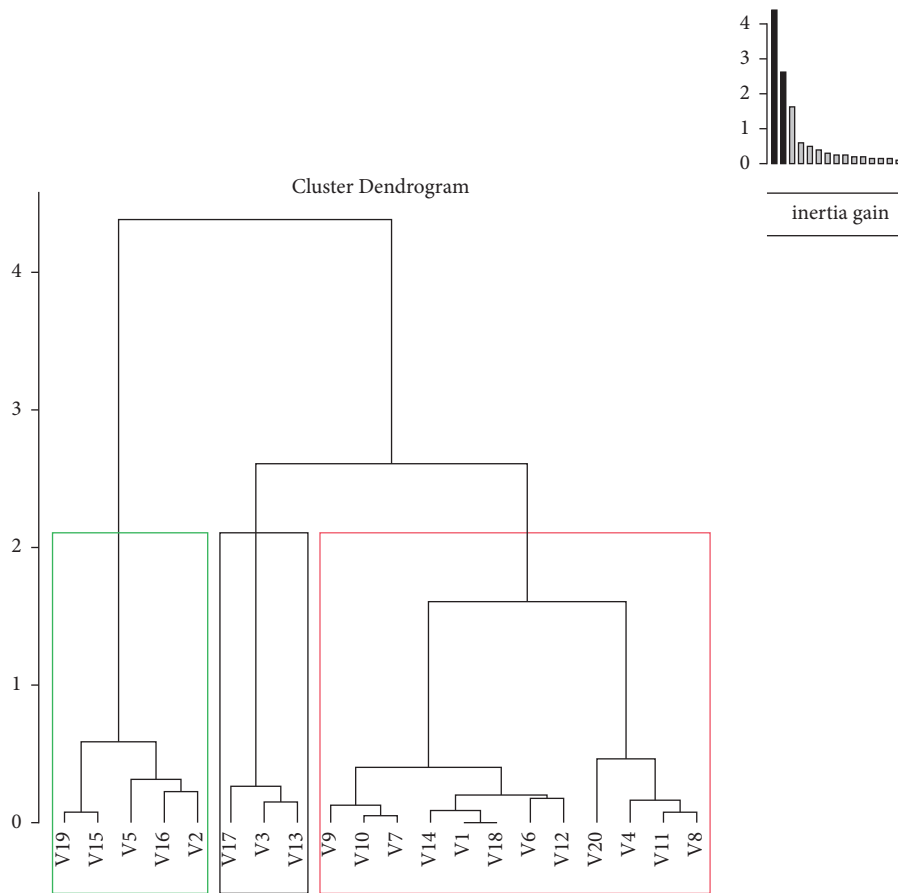 4
3
2
1
0
inertia gain
Cluster Dendrogram
4
3
2
1
0
V19
V15
V5
V16
V2
V17
V3
V13
V9
V10
V7
V14
V1
V18
V6
V12
V20
V4
V11
V8